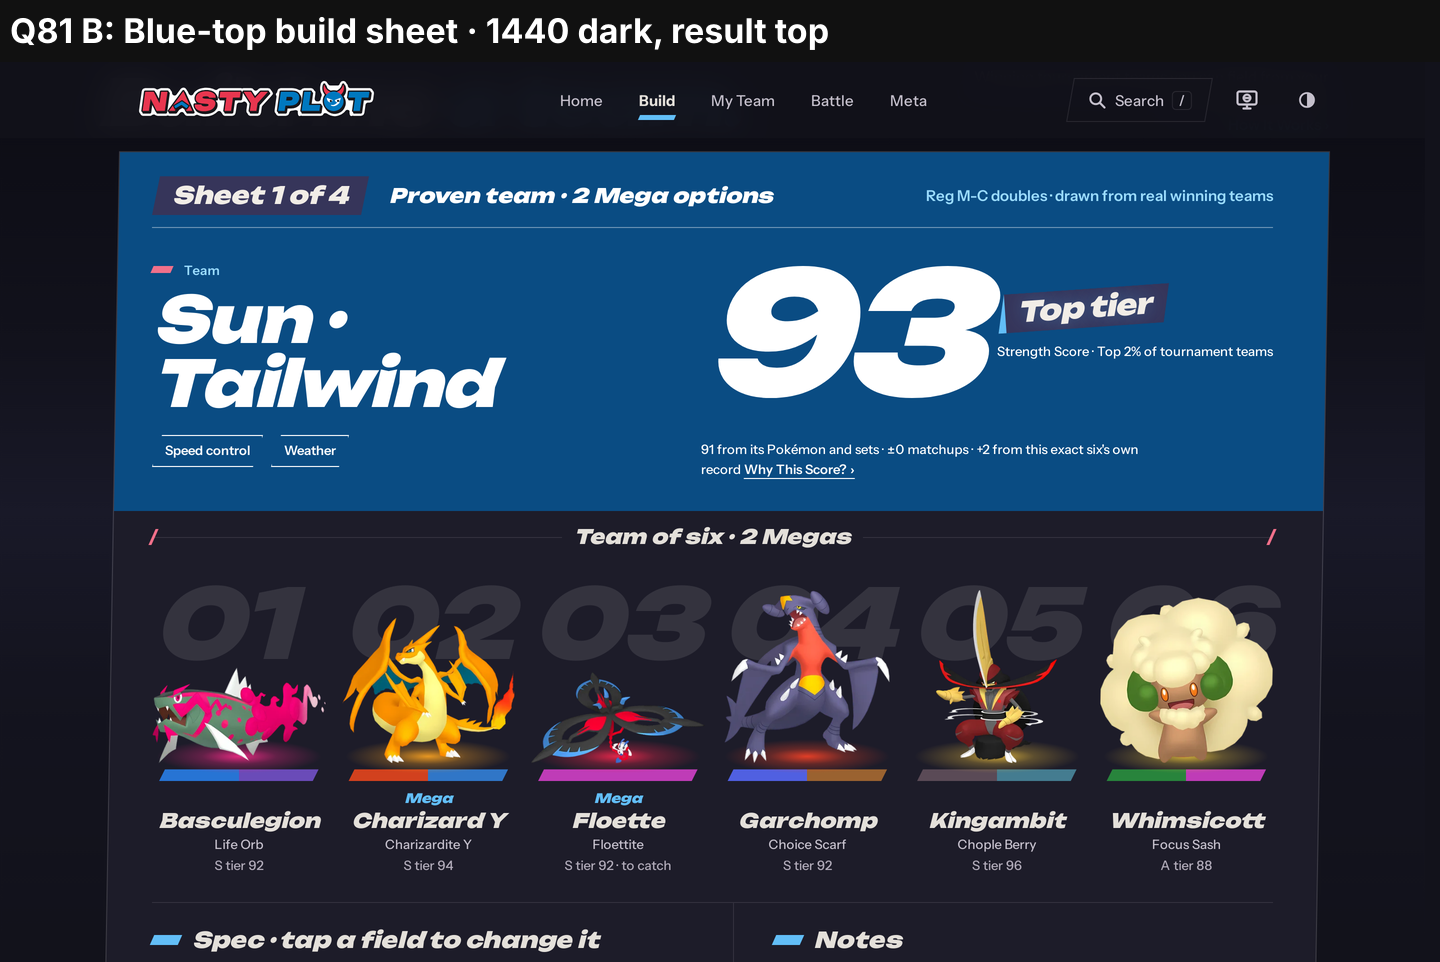 Q81 B: Blue-top build sheet · 1440 dark, result top
NASTY PLOT
Home Build My Team Battle Meta
Search /
Sheet 1 of 4 Proven team · 2 Mega options
Reg M-C doubles · drawn from real winning teams
Team
Sun ·
Tailwind
Speed control Weather
93
Top tier
Strength Score · Top 2% of tournament teams
91 from its Pokémon and sets · ±0 matchups · +2 from this exact six's own
record Why This Score? ›
/ Team of six · 2 Megas /
01 02 03 04 05 06
Mega Mega
Basculegion Charizard Y Floette Garchomp Kingambit Whimsicott
Life Orb Charizardite Y Floettite Choice Scarf Chople Berry Focus Sash
S tier 92 S tier 94 S tier 92 · to catch S tier 92 S tier 96 A tier 88
Spec · tap a field to change it
Notes